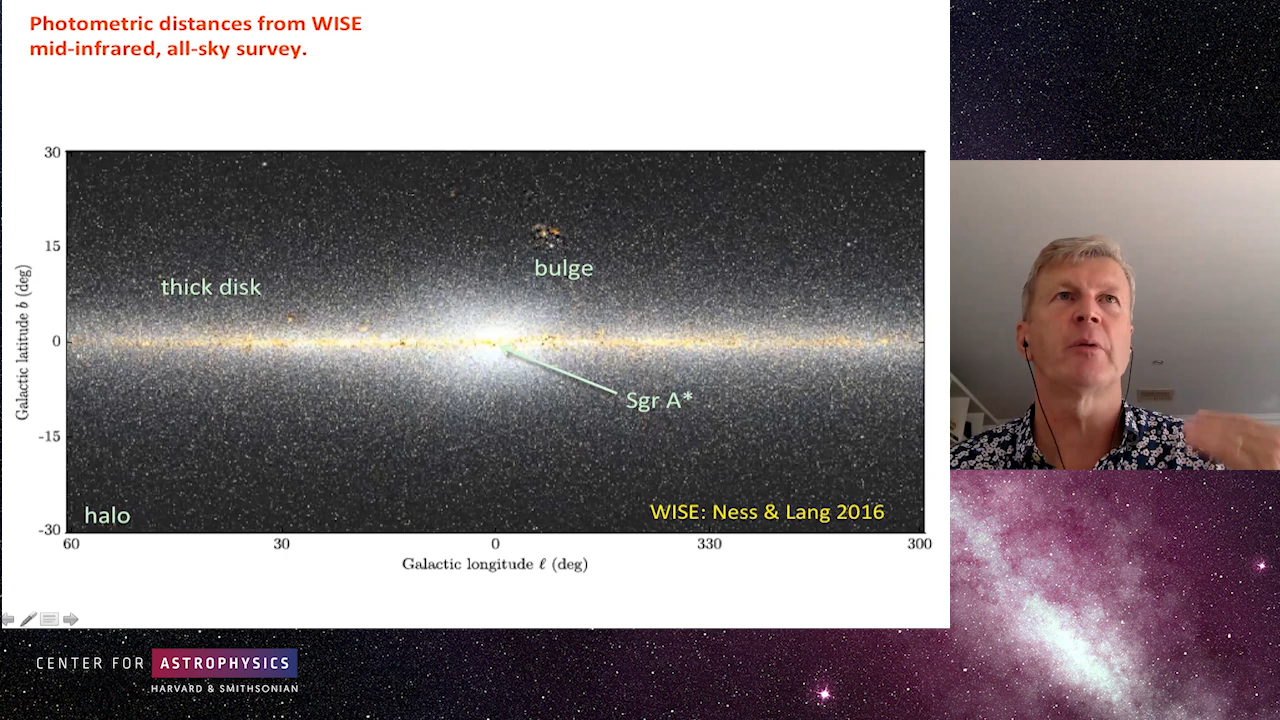 Photometric distances from WISE
mid-infrared, all-sky survey.
30
15
0
-15
-30
Galactic latitude b (deg)
thick disk
bulge
Sgr A*
halo
WISE: Ness & Lang 2016
60
30
0
330
300
Galactic longitude ℓ (deg)
CENTER FOR ASTROPHYSICS
HARVARD & SMITHSONIAN